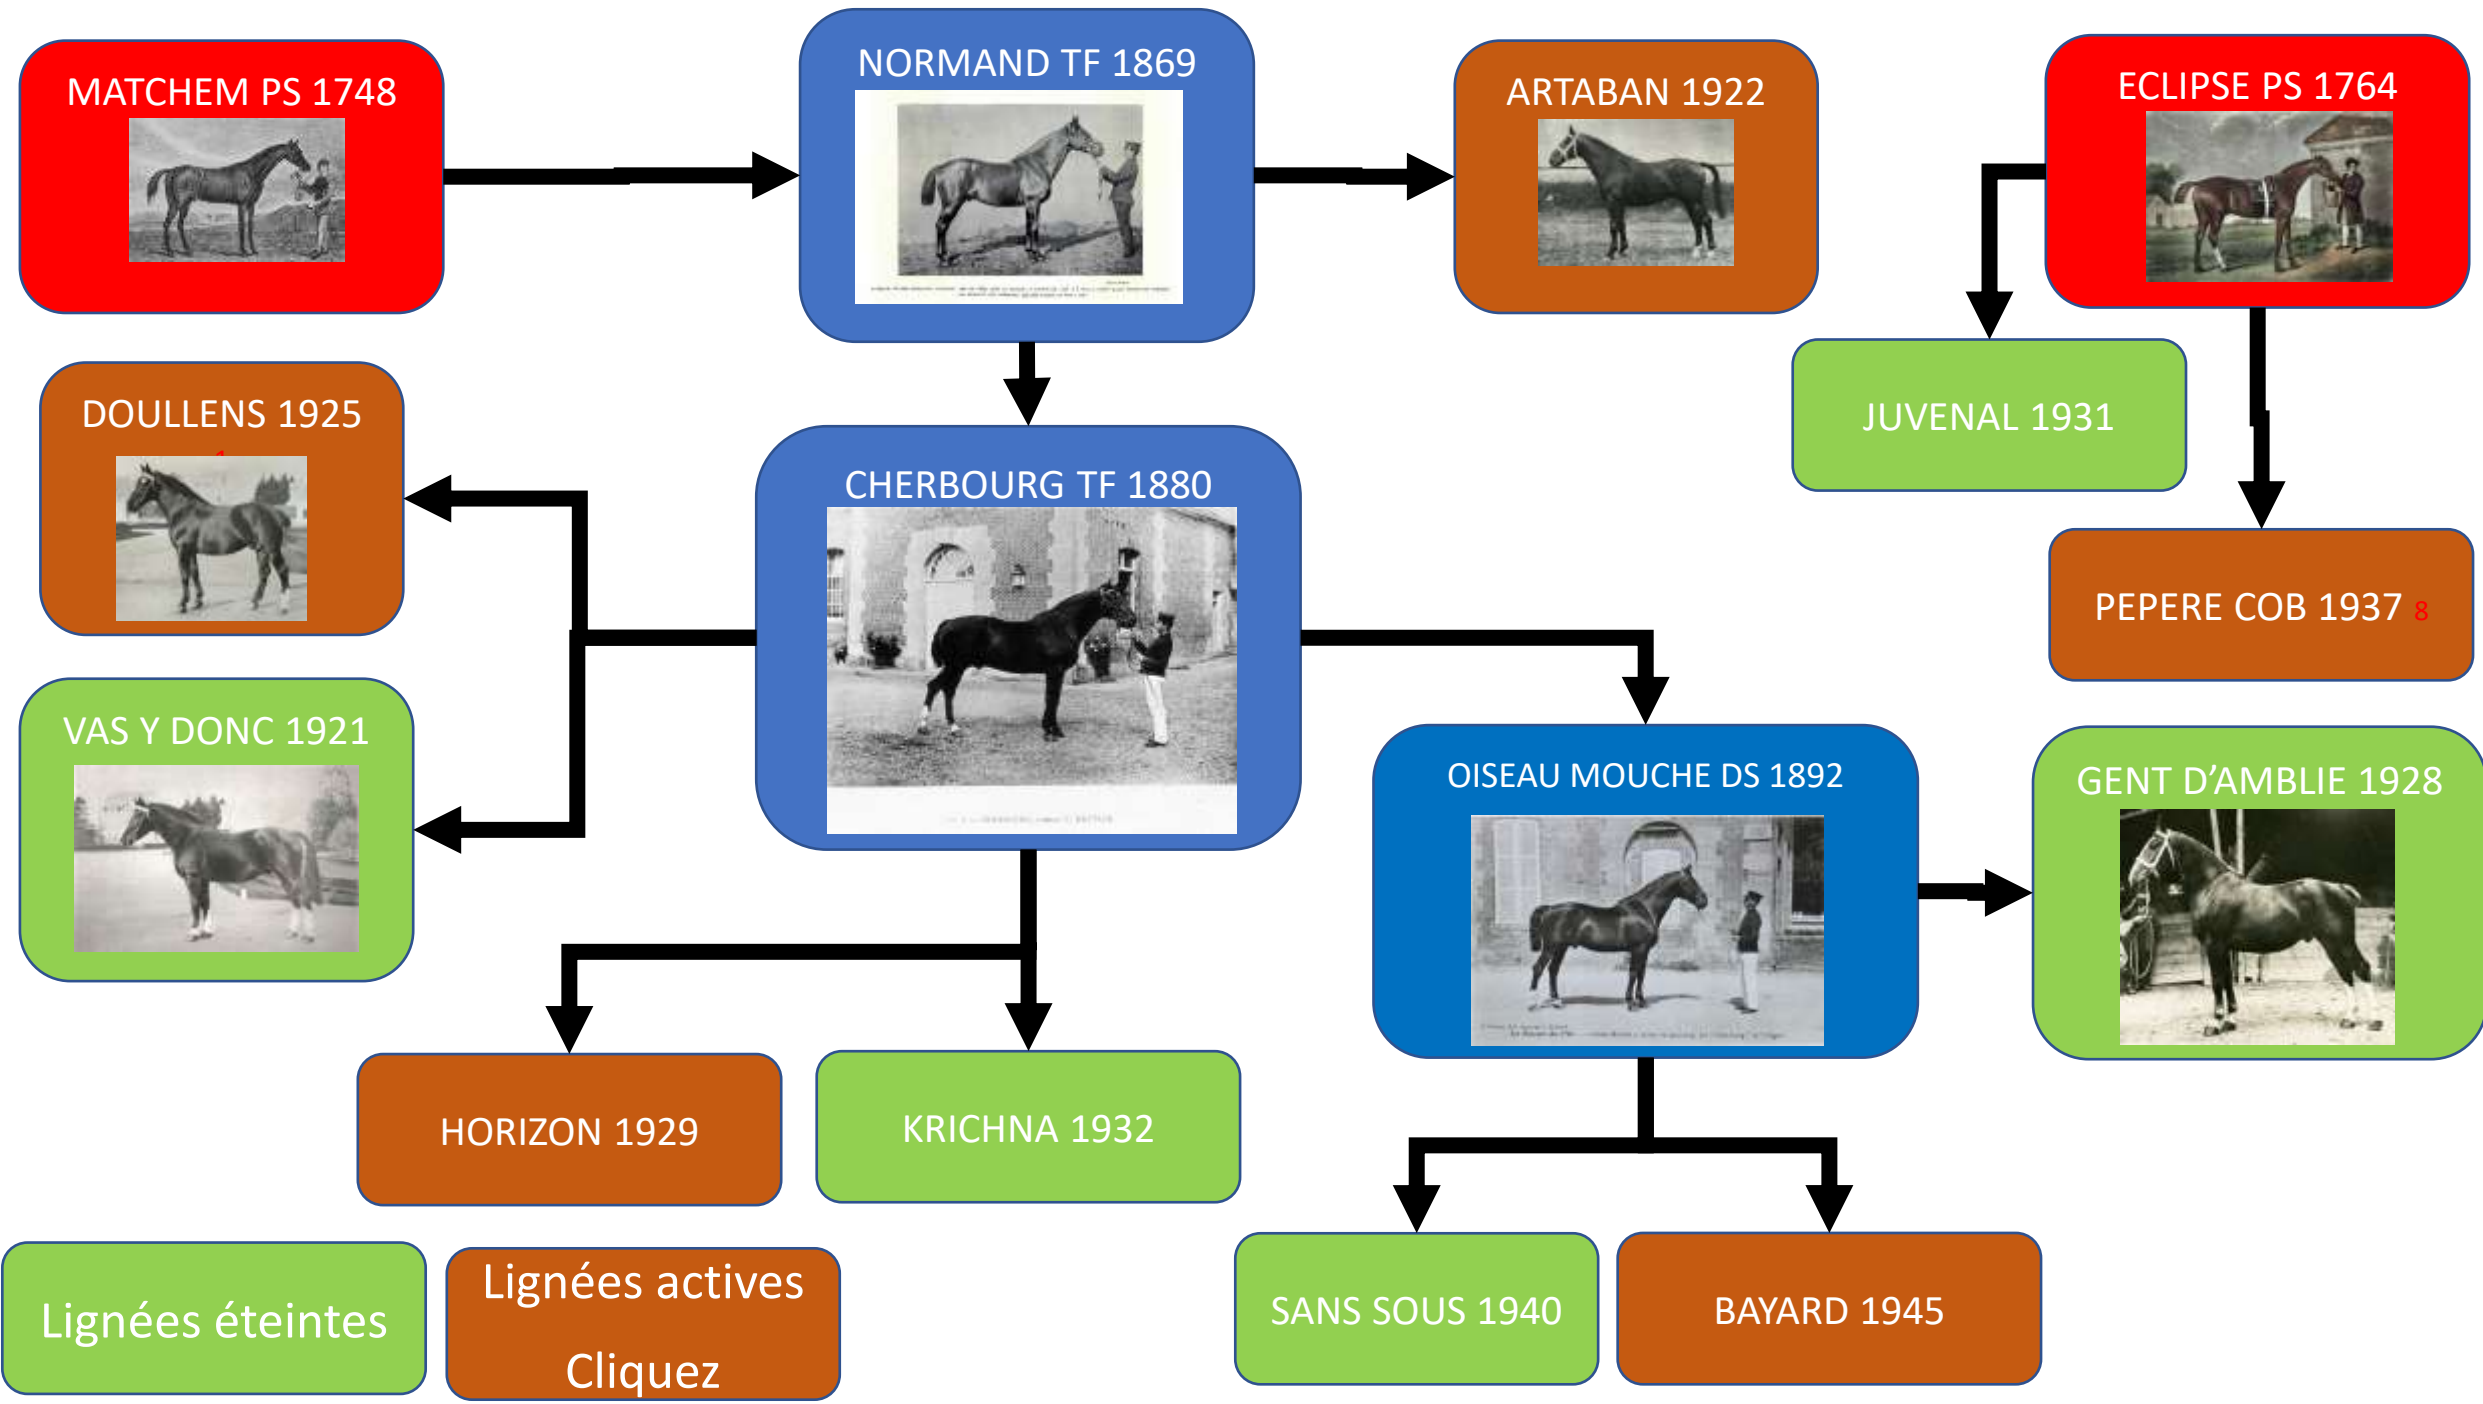 MATCHEM PS 1748
NORMAND TF 1869
ARTABAN 1922
ECLIPSE PS 1764
DOULLENS 1925
JUVENAL 1931
CHERBOURG TF 1880
PEPERE COB 1937 8
VAS Y DONC 1921
OISEAU MOUCHE DS 1892
GENT D’AMBLIE 1928
HORIZON 1929
KRICHNA 1932
SANS SOUS 1940
BAYARD 1945
Lignées éteintes
Lignées actives
Cliquez